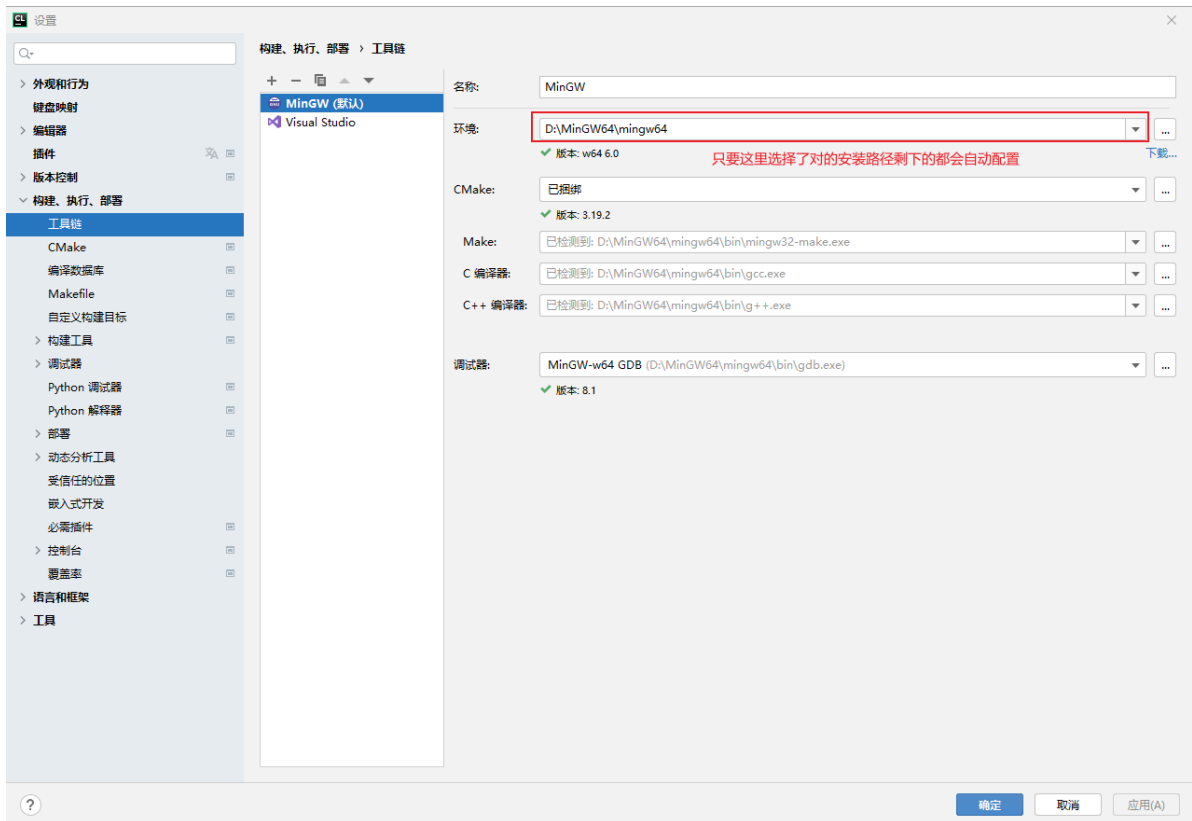 CL 设置
构建、执行、部署 › 工具链
外观和行为
键盘映射
编辑器
插件
版本控制
构建、执行、部署
工具链
CMake
编译数据库
Makefile
自定义构建目标
构建工具
调试器
Python 调试器
Python 解释器
部署
动态分析工具
受信任的位置
嵌入式开发
必需插件
控制台
覆盖率
语言和框架
工具
MinGW (默认)
Visual Studio
名称: MinGW
环境: D:\MinGW64\mingw64 ...
版本: w64 6.0 只要这里选择了对的安装路径剩下的都会自动配置 下载...
CMake: 已捆绑 ...
版本: 3.19.2
Make: 已检测到: D:\MinGW64\mingw64\bin\mingw32-make.exe ...
C 编译器: 已检测到: D:\MinGW64\mingw64\bin\gcc.exe ...
C++ 编译器: 已检测到: D:\MinGW64\mingw64\bin\g++.exe ...
调试器: MinGW-w64 GDB (D:\MinGW64\mingw64\bin\gdb.exe) ...
版本: 8.1
? 确定 取消 应用(A)